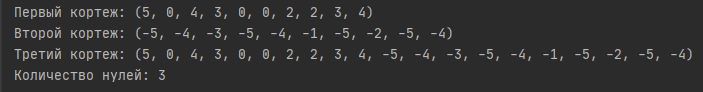 Первый кортеж: (5, 0, 4, 3, 0, 0, 2, 2, 3, 4)
Второй кортеж: (-5, -4, -3, -5, -4, -1, -5, -2, -5, -4)
Третий кортеж: (5, 0, 4, 3, 0, 0, 2, 2, 3, 4, -5, -4, -3, -5, -4, -1, -5, -2, -5, -4)
Количество нулей: 3